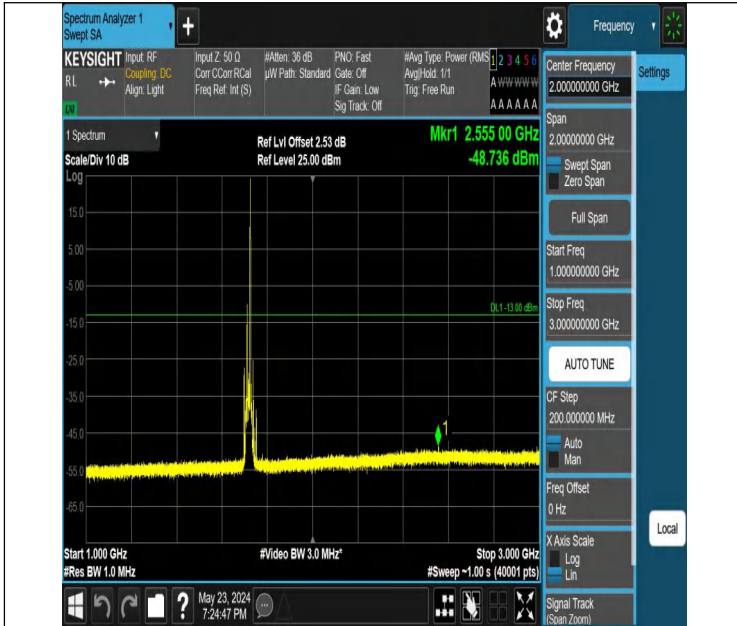 Spectrum Analyzer 1
Swept SA
Frequency
KEYSIGHT
RL
Input: RF
Coupling: DC
Align: Light
Input Z: 50 Ω
Corr CCorr RCal
Freq Ref: Int (S)
#Atten: 36 dB
µW Path: Standard
PNO: Fast
Gate: Off
IF Gain: Low
Sig Track: Off
#Avg Type: Power (RMS
Avg|Hold: 1/1
Trig: Free Run
1 2 3 4 5 6
A W W W W W
A A A A A A
1 Spectrum
Scale/Div 10 dB
Log
Ref Lvl Offset 2.53 dB
Ref Level 25.00 dBm
Mkr1 2.555 00 GHz
-48.736 dBm
15.0
5.00
-5.00
-15.0
-25.0
-35.0
-45.0
-55.0
-65.0
DL1 -13.00 dBm
1
Start 1.000 GHz
#Res BW 1.0 MHz
#Video BW 3.0 MHz*
Stop 3.000 GHz
#Sweep ~1.00 s (40001 pts)
May 23, 2024
7:24:47 PM
Center Frequency
2.000000000 GHz
Span
2.00000000 GHz
Swept Span
Zero Span
Full Span
Start Freq
1.000000000 GHz
Stop Freq
3.000000000 GHz
AUTO TUNE
CF Step
200.000000 MHz
Auto
Man
Freq Offset
0 Hz
X Axis Scale
Log
Lin
Signal Track
(Span Zoom)
Settings
Local